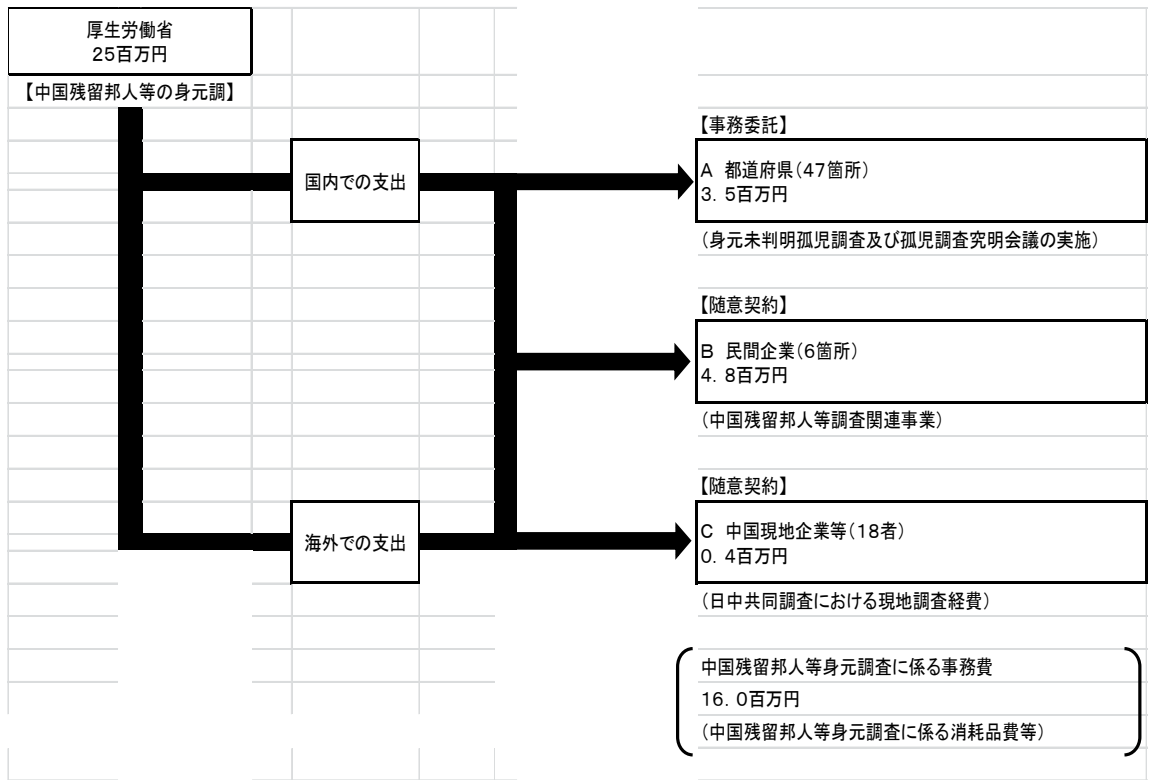 厚生労働省
25百万円
【中国残留邦人等の身元調】
国内での支出
【事務委託】
A　都道府県(47箇所)
3．5百万円
(身元未判明孤児調査及び孤児調査究明会議の実施)
【随意契約】
B　民間企業(6箇所)
4．8百万円
(中国残留邦人等調査関連事業)
海外での支出
【随意契約】
C　中国現地企業等(18者)
0．4百万円
(日中共同調査における現地調査経費)
中国残留邦人等身元調査に係る事務費
16．0百万円
(中国残留邦人等身元調査に係る消耗品費等)